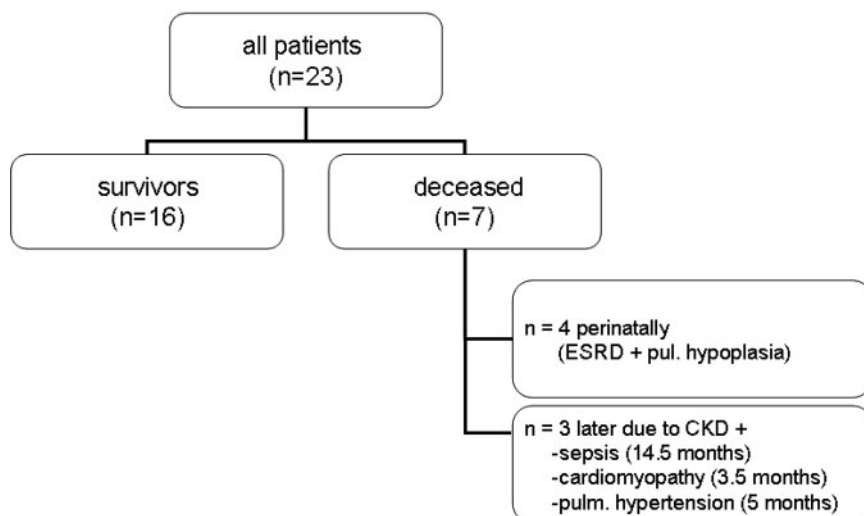 all patients
(n=23)
survivors
(n=16)
deceased
(n=7)
n = 4 perinatally
(ESRD + pul. hypoplasia)
n = 3 later due to CKD +
-sepsis (14.5 months)
-cardiomyopathy (3.5 months)
-pulm. hypertension (5 months)